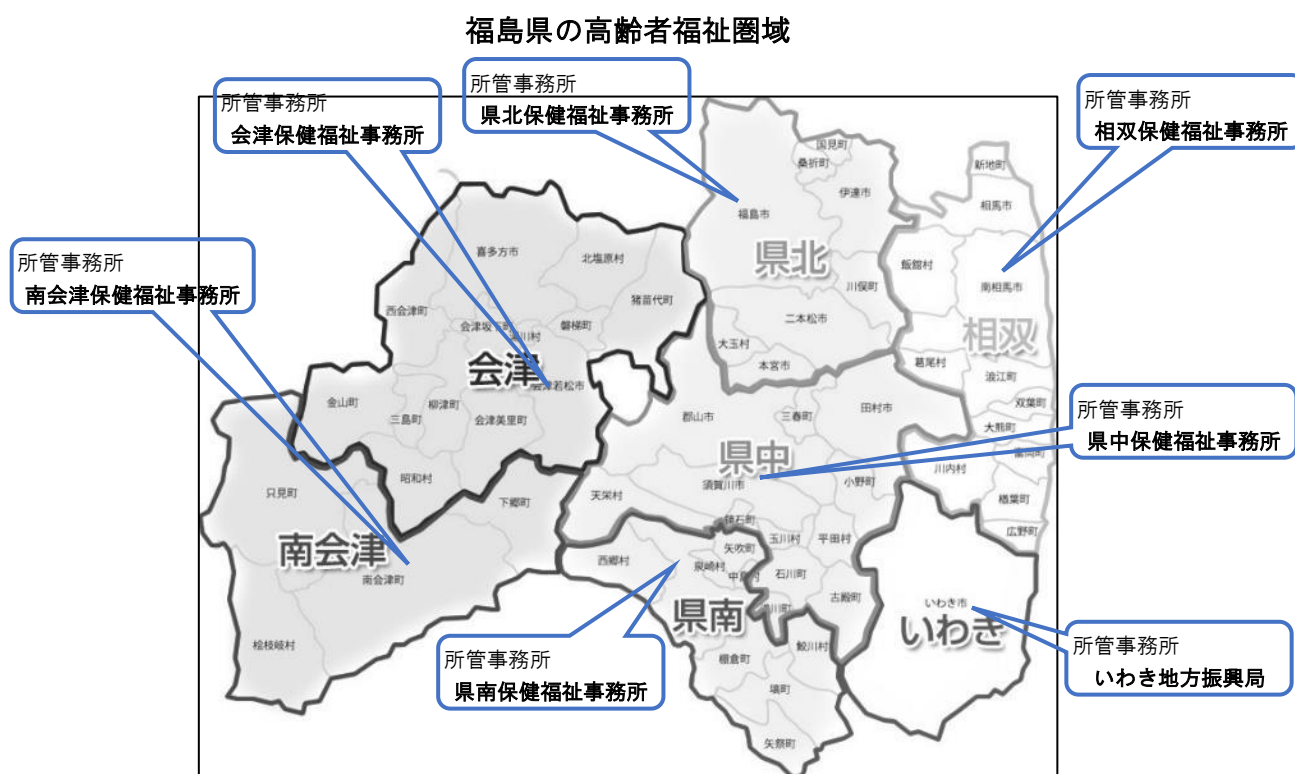 福島県の高齢者福祉圏域
所管事務所
県北保健福祉事務所
所管事務所
会津保健福祉事務所
所管事務所
相双保健福祉事務所
所管事務所
南会津保健福祉事務所
所管事務所
県中保健福祉事務所
所管事務所
県南保健福祉事務所
所管事務所
いわき地方振興局
県北
国見町
桑折町
伊達市
福島市
川俣町
二本松市
大玉村
本宮市
相双
新地町
相馬市
飯舘村
南相馬市
葛尾村
浪江町
双葉町
大熊町
川内村
楢葉町
広野町
会津
喜多方市
北塩原村
猪苗代町
西会津町
会津坂下町
磐梯町
会津若松市
金山町
三島町
柳津町
会津美里町
昭和村
県中
郡山市
三春町
田村市
須賀川市
小野町
天栄村
鏡石町
玉川村
平田村
石川町
古殿町
南会津
只見町
下郷町
南会津町
桧枝岐村
県南
西郷村
矢吹町
泉崎村
中島村
棚倉町
鮫川村
塙町
矢祭町
いわき
いわき市